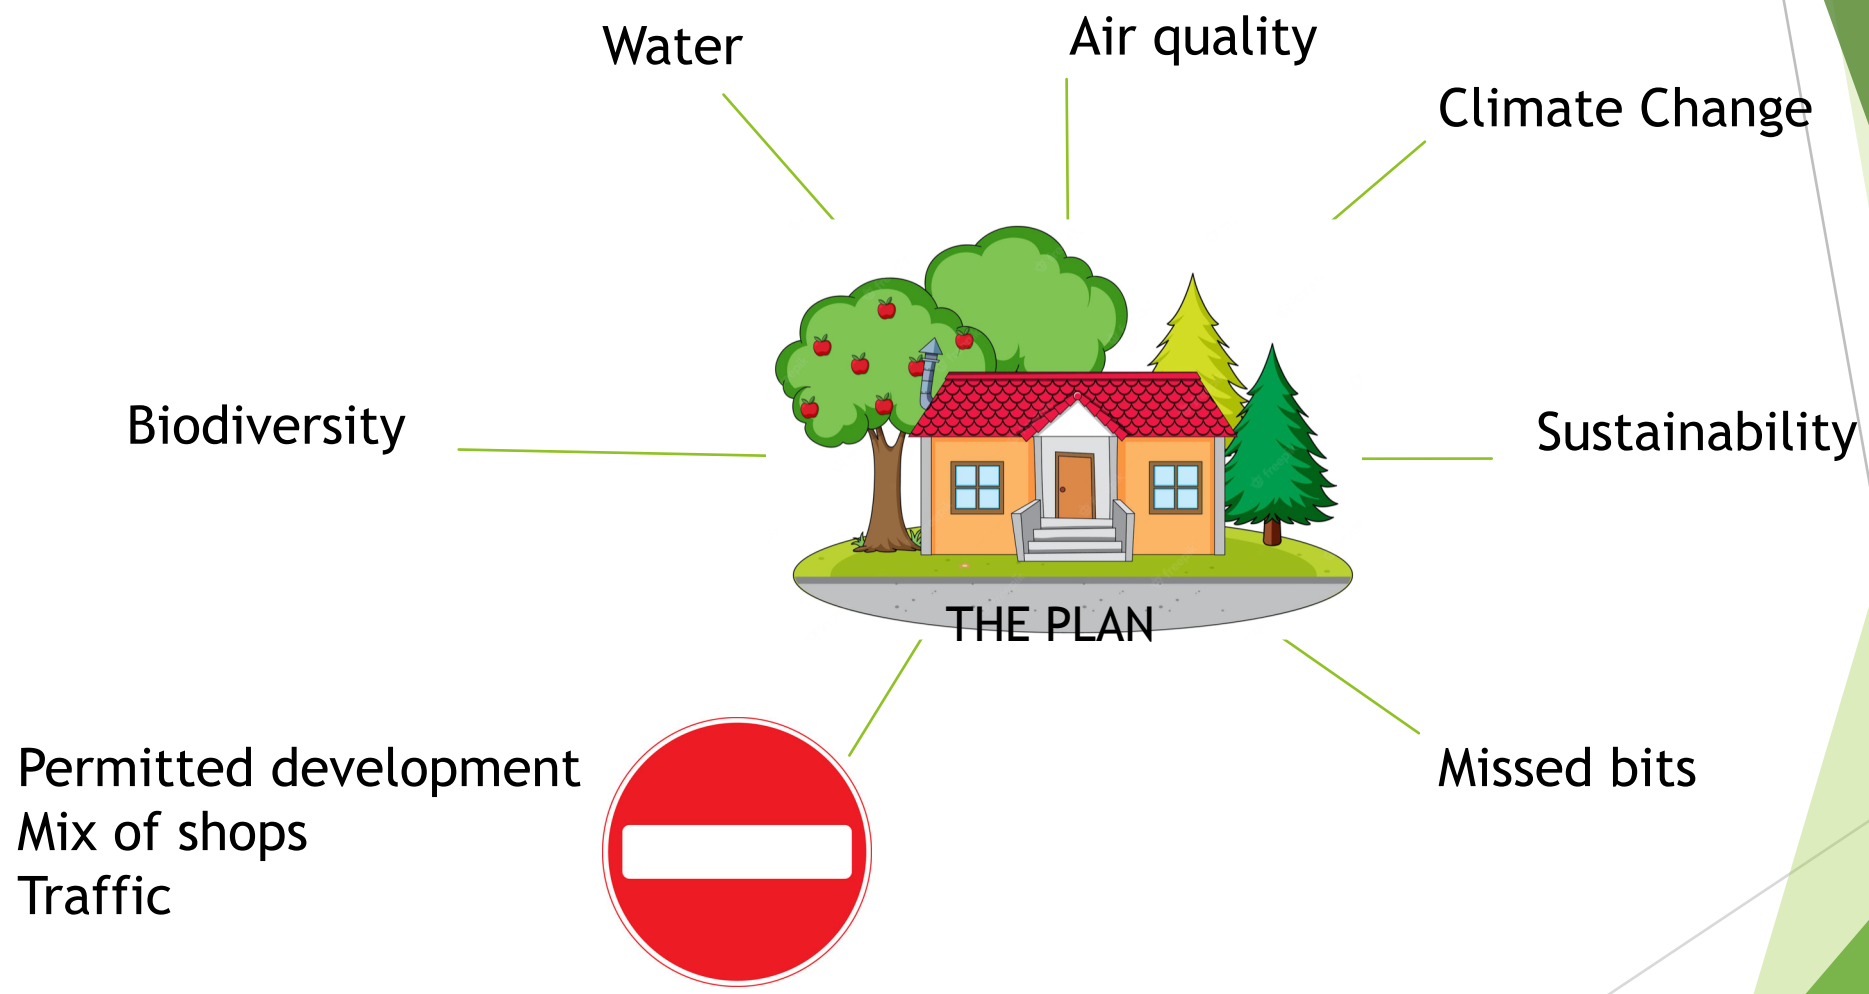 Water
Air quality
Climate Change
Biodiversity
Sustainability
THE PLAN
Permitted development
Mix of shops
Traffic
Missed bits